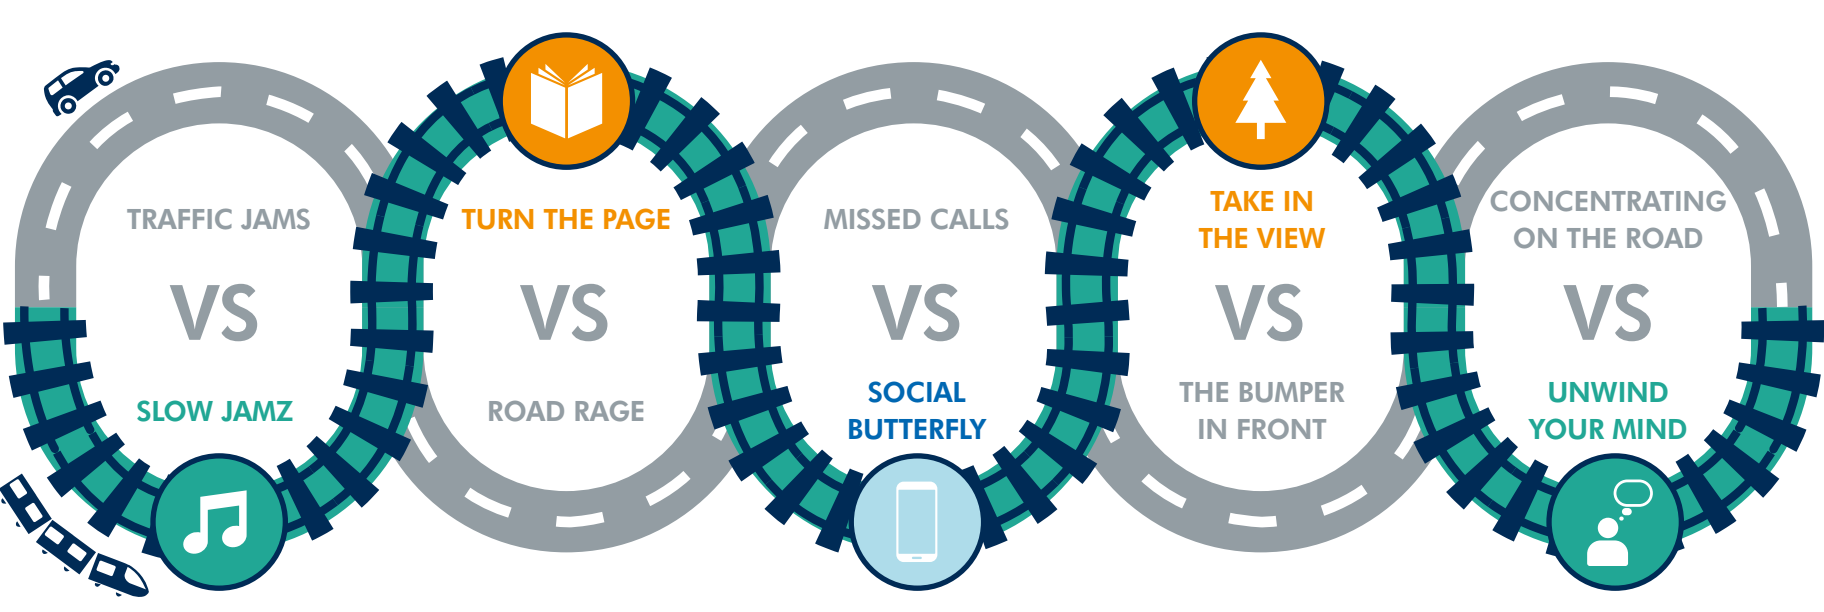 TRAFFIC JAMS
VS
SLOW JAMZ
TURN THE PAGE
VS
ROAD RAGE
MISSED CALLS
VS
SOCIAL
BUTTERFLY
TAKE IN
THE VIEW
VS
THE BUMPER
IN FRONT
CONCENTRATING
ON THE ROAD
VS
UNWIND
YOUR MIND